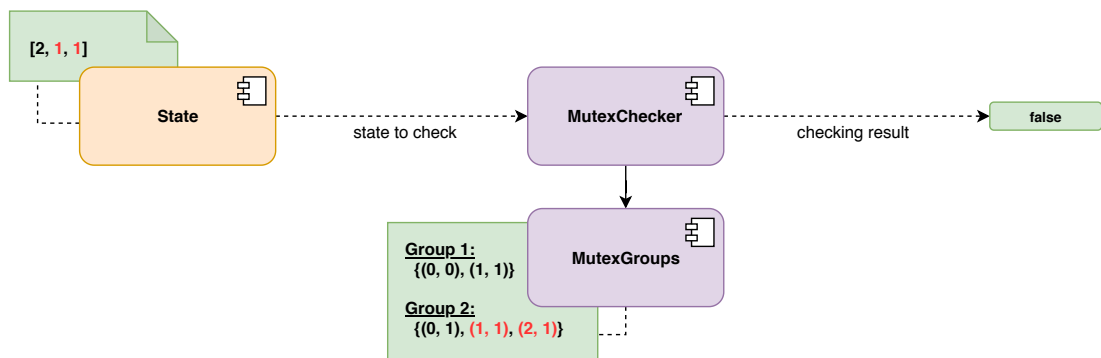 [2, 1, 1]
State
state to check
MutexChecker
checking result
false
MutexGroups
Group 1:
{(0, 0), (1, 1)}
Group 2:
{(0, 1), (1, 1), (2, 1)}